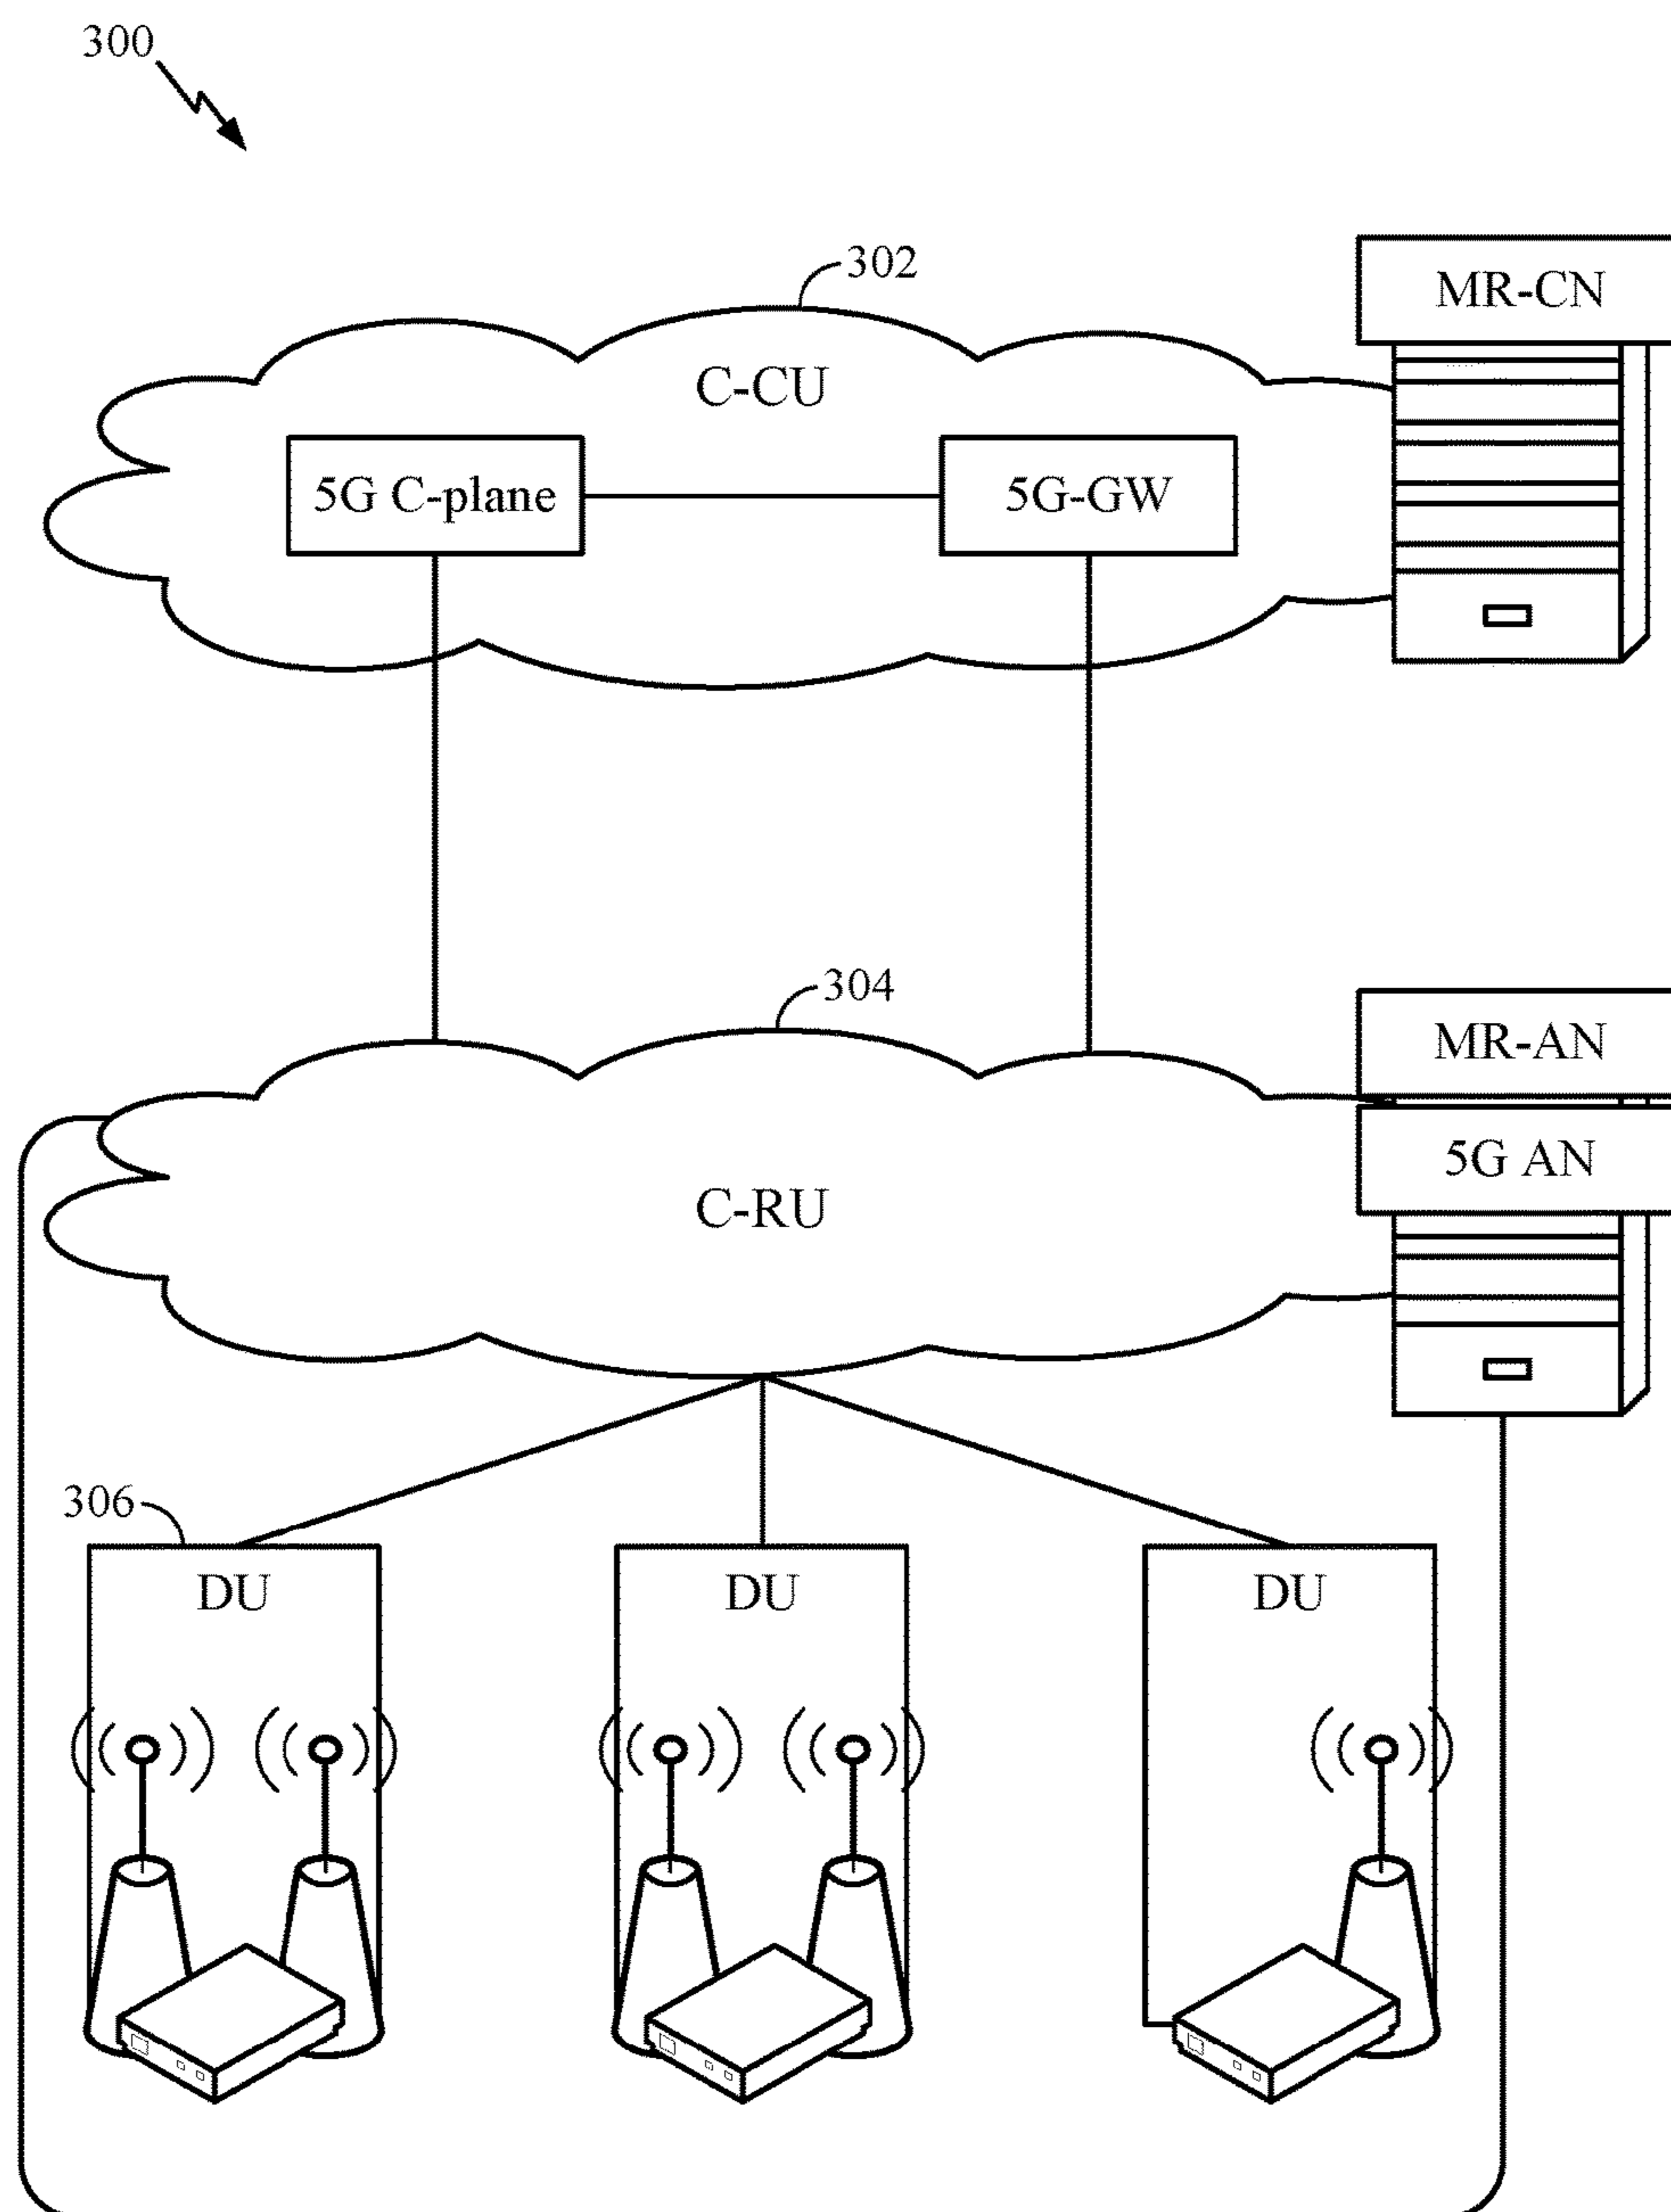 300
302
MR-CN
C-CU
5G C-plane
5G-GW
304
MR-AN
5G AN
C-RU
306
DU
DU
DU